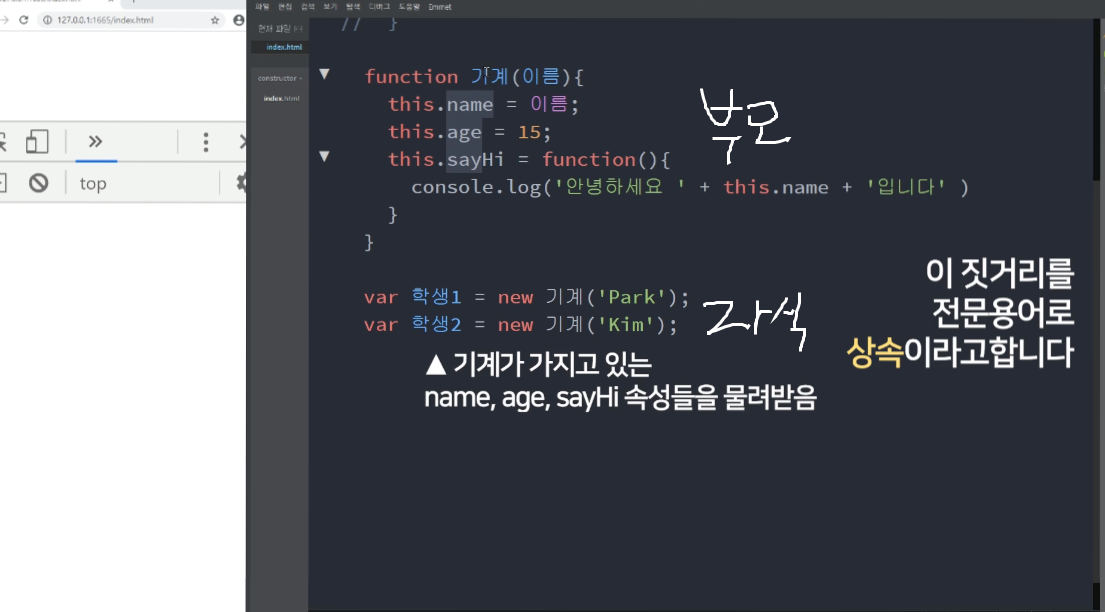 127.0.0.1:1665/index.html
top
파일 편집 검색 보기 탐색 디버그 도움말 Emmet
현재 파일
index.html
constructor
index.html
// }
function 기계(이름){
this.name = 이름;
this.age = 15;
this.sayHi = function(){
console.log('안녕하세요 ' + this.name + '입니다' )
}
}
부모
var 학생1 = new 기계('Park');
var 학생2 = new 기계('Kim');
자식
▲ 기계가 가지고 있는
name, age, sayHi 속성들을 물려받음
이 짓거리를
전문용어로
상속이라고합니다